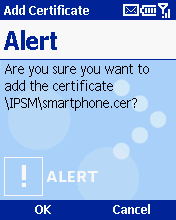 Add Certificate
Alert
Are you sure you want to
add the certificate
\IPSM\smartphone.cer?
! ALERT
OK Cancel